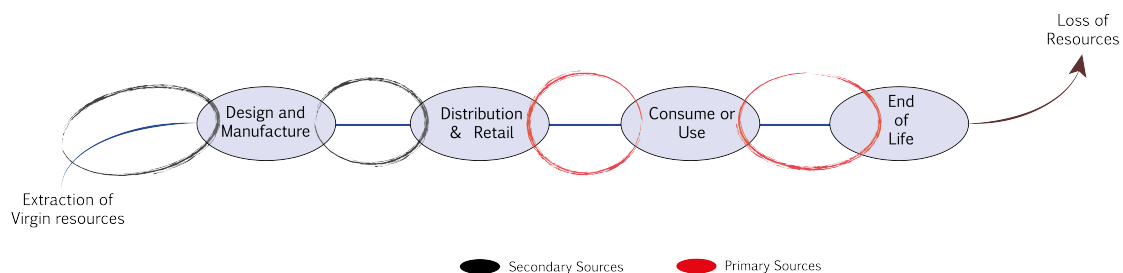 Loss of
Resources
Design and
Manufacture
Distribution
& Retail
Consume or
Use
End
of
Life
Extraction of
Virgin resources
Secondary Sources
Primary Sources